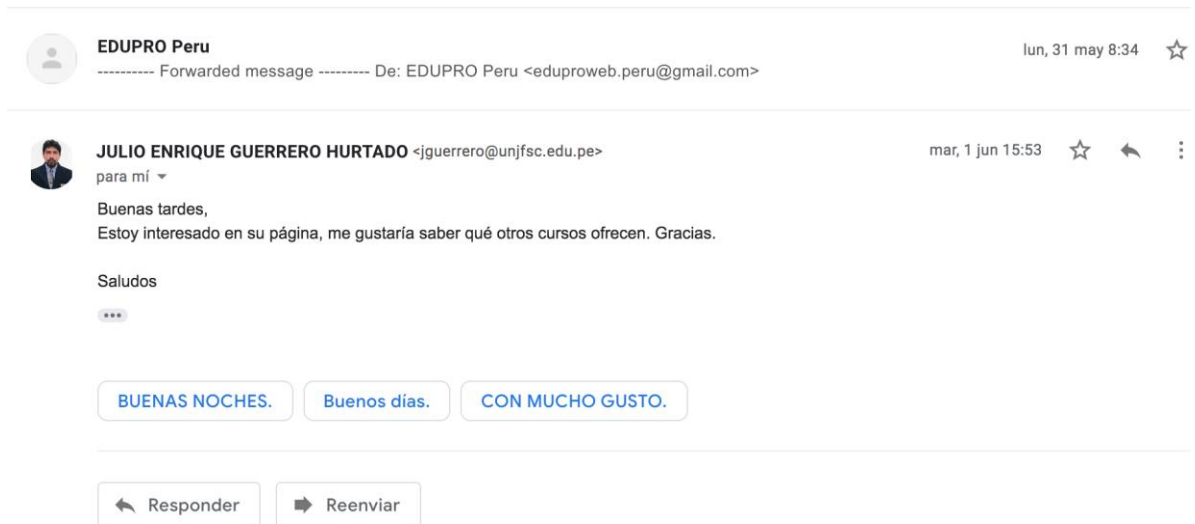 EDUPRO Peru
lun, 31 may 8:34
---------- Forwarded message --------- De: EDUPRO Peru <eduproweb.peru@gmail.com>
JULIO ENRIQUE GUERRERO HURTADO <jguerrero@unjfsc.edu.pe>
mar, 1 jun 15:53
para mí
Buenas tardes,
Estoy interesado en su página, me gustaría saber qué otros cursos ofrecen. Gracias.
Saludos
BUENAS NOCHES.
Buenos días.
CON MUCHO GUSTO.
Responder
Reenviar